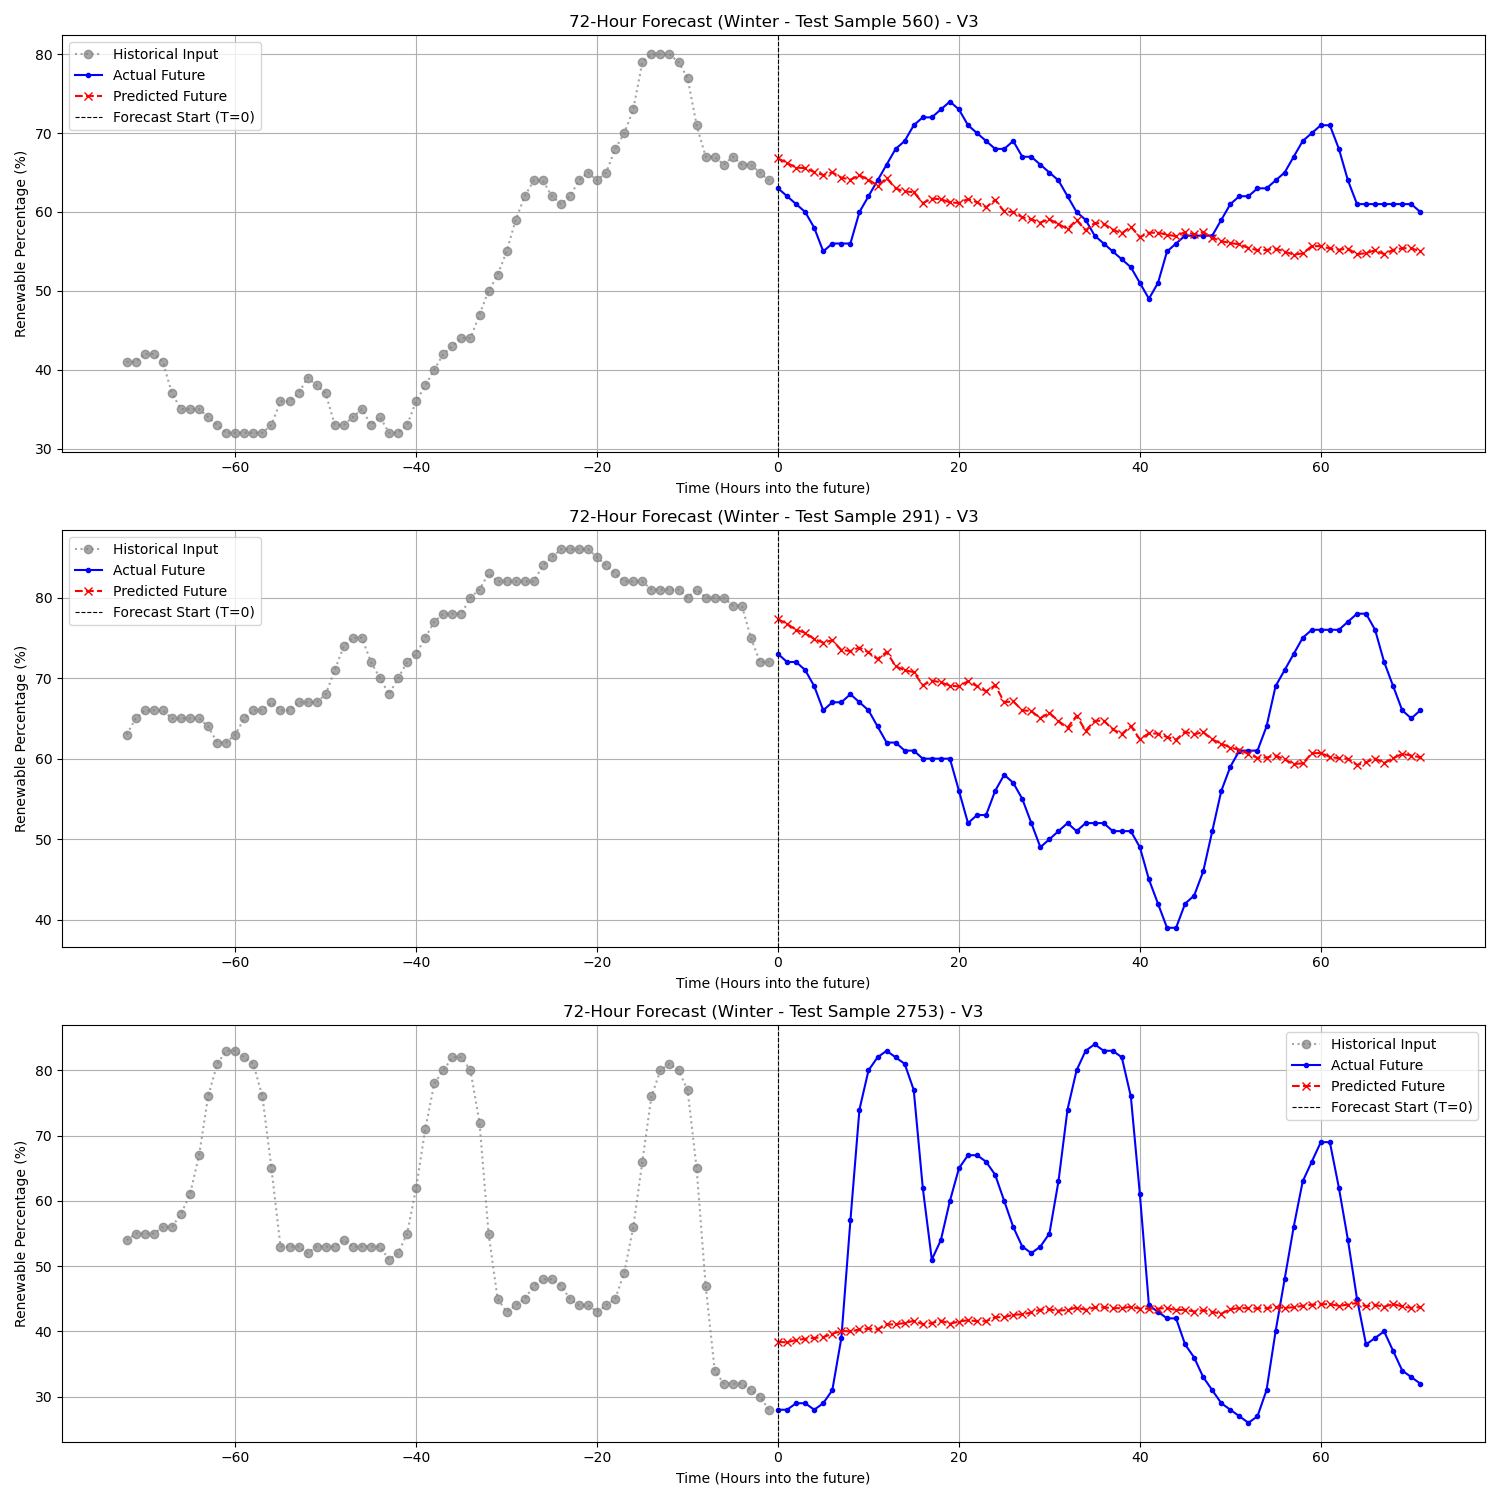 72-Hour Forecast (Winter - Test Sample 560) - V3
Historical Input
Actual Future
Predicted Future
Forecast Start (T=0)
Renewable Percentage (%)
80
70
60
50
40
30
−60 −40 −20 0 20 40 60
Time (Hours into the future)
72-Hour Forecast (Winter - Test Sample 291) - V3
Historical Input
Actual Future
Predicted Future
Forecast Start (T=0)
Renewable Percentage (%)
80
70
60
50
40
−60 −40 −20 0 20 40 60
Time (Hours into the future)
72-Hour Forecast (Winter - Test Sample 2753) - V3
Historical Input
Actual Future
Predicted Future
Forecast Start (T=0)
Renewable Percentage (%)
80
70
60
50
40
30
−60 −40 −20 0 20 40 60
Time (Hours into the future)